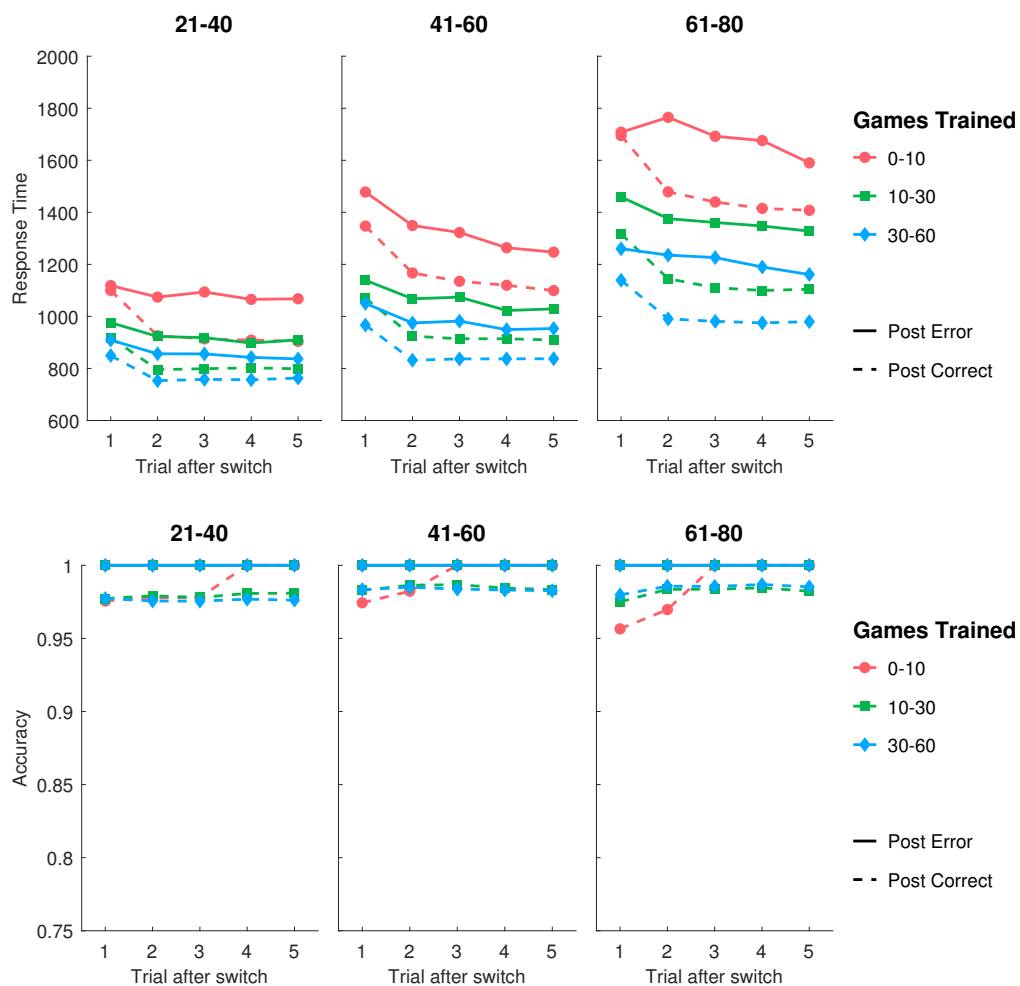 21-40
41-60
61-80
2000
1800
1600
1400
1200
1000
800
600
Response Time
1 2 3 4 5
1 2 3 4 5
1 2 3 4 5
Trial after switch
Trial after switch
Trial after switch
Games Trained
0-10
10-30
30-60
Post Error
Post Correct
21-40
41-60
61-80
1
0.95
0.9
0.85
0.8
0.75
Accuracy
1 2 3 4 5
1 2 3 4 5
1 2 3 4 5
Trial after switch
Trial after switch
Trial after switch
Games Trained
0-10
10-30
30-60
Post Error
Post Correct